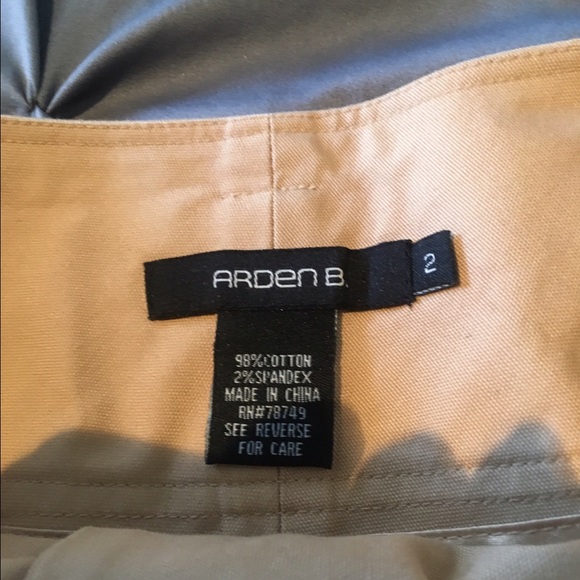 ARDEN B.
2
98%COTTON
2%SPANDEX
MADE IN CHINA
RN#78749
SEE REVERSE
FOR CARE